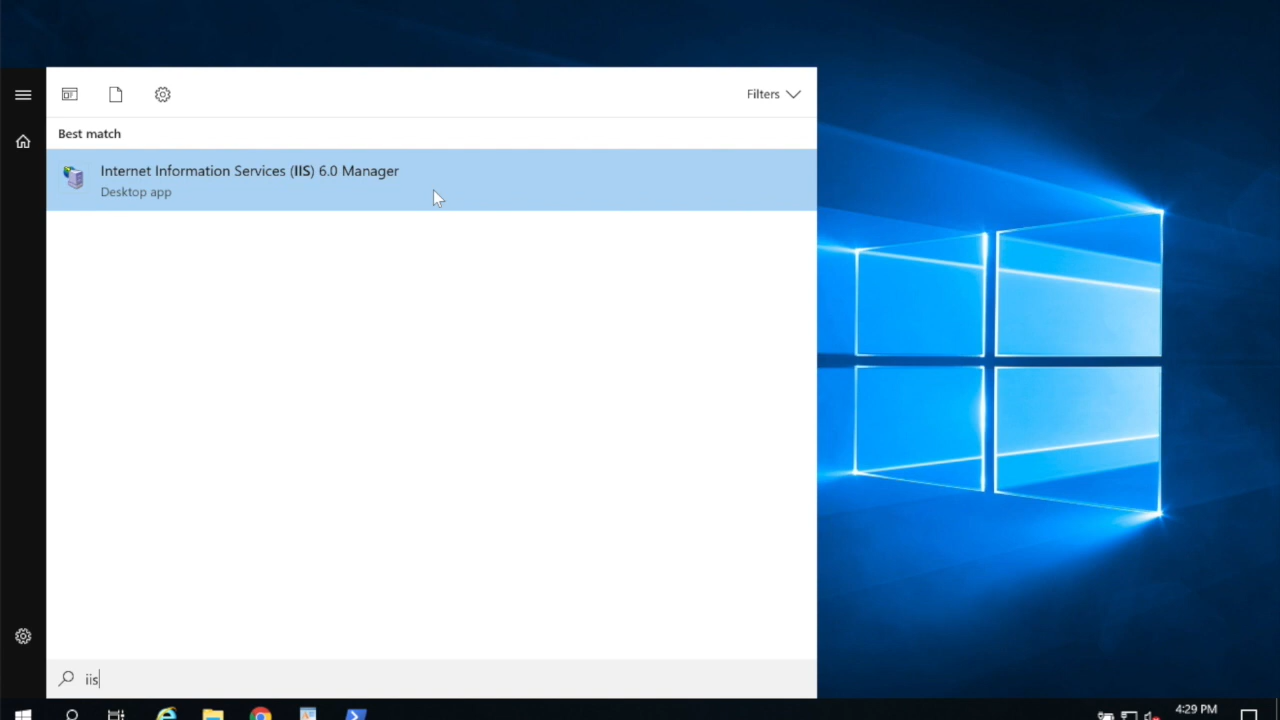 Filters
Best match
Internet Information Services (IIS) 6.0 Manager
Desktop app
iis
4:29 PM